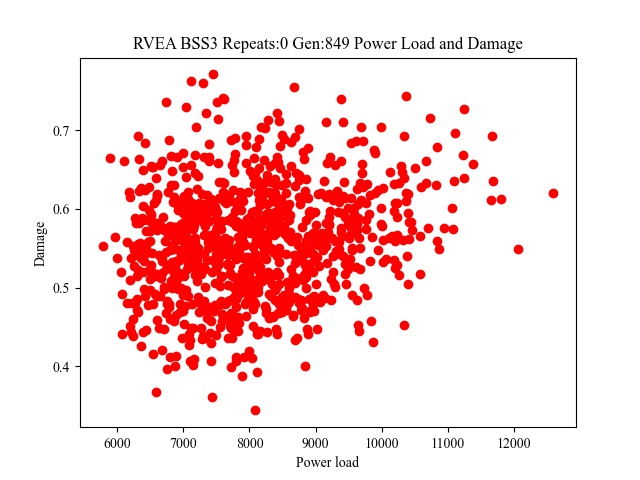 RVEA BSS3 Repeats:0 Gen:849 Power Load and Damage
0.7
0.6
0.5
0.4
Damage
6000 7000 8000 9000 10000 11000 12000
Power load